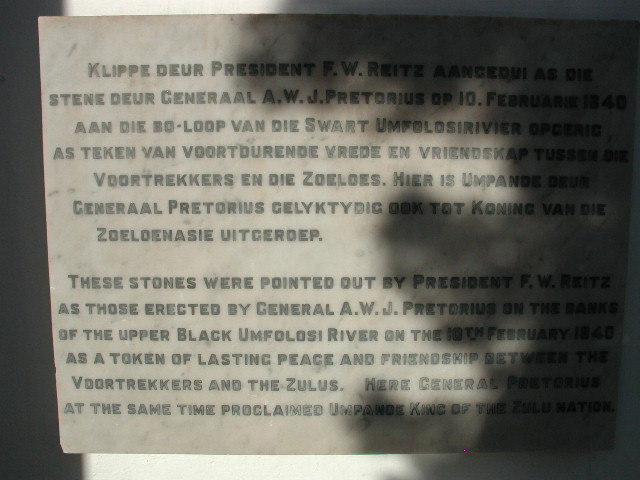 KLIPPE DEUR PRESIDENT F.W. REITZ AANGEDUI AS DIE
STENE DEUR GENERAAL A.W.J. PRETORIUS OP 10. FEBRUARIE 1840
AAN DIE BO-LOOP VAN DIE SWART UMFOLOSIRIVIER OPGERIG
AS TEKEN VAN VOORTDURENDE VREDE EN VRIENDSKAP TUSSEN DIE
VOORTREKKERS EN DIE ZOELOES. HIER IS UMPANDE DEUR
GENERAAL PRETORIUS GELYKTYDIG OOK TOT KONING VAN DIE
ZOELOENASIE UITGEROEP.
THESE STONES WERE POINTED OUT BY PRESIDENT F.W. REITZ
AS THOSE ERECTED BY GENERAL A.W.J. PRETORIUS ON THE BANKS
OF THE UPPER BLACK UMFOLOSI RIVER ON THE 10TH FEBRUARY 1840
AS A TOKEN OF LASTING PEACE AND FRIENDSHIP BETWEEN THE
VOORTREKKERS AND THE ZULUS. HERE GENERAL PRETORIUS
AT THE SAME TIME PROCLAIMED UMPANDE KING OF THE ZULU NATION.